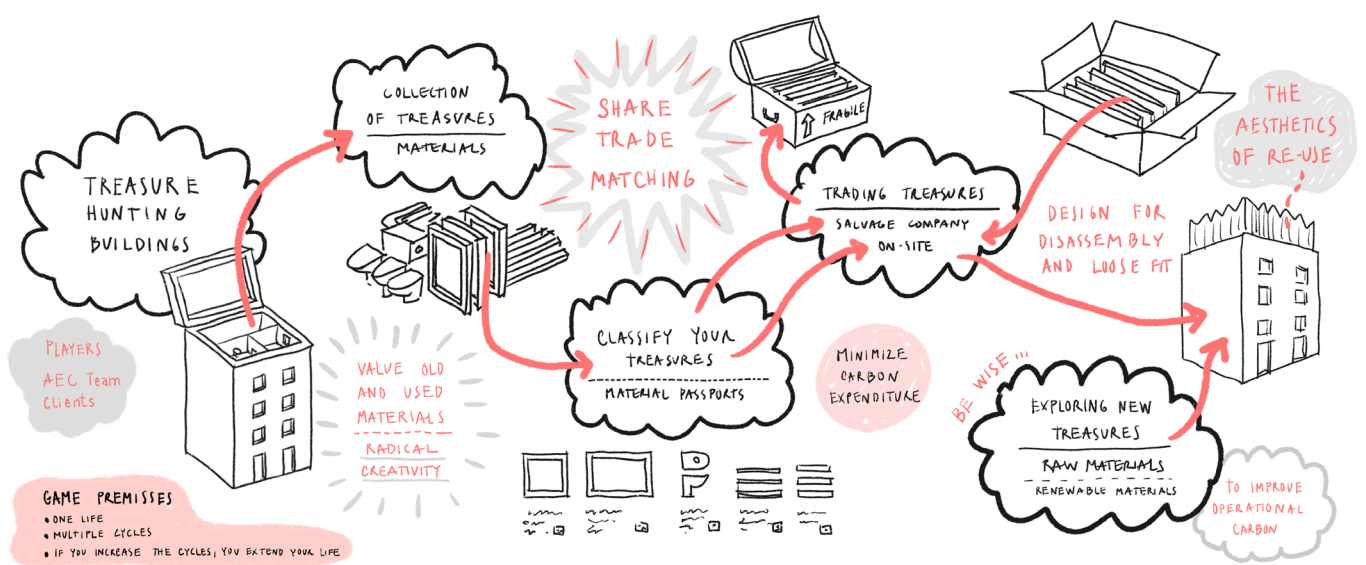 TREASURE
HUNTING
BUILDINGS
COLLECTION
OF TREASURES
MATERIALS
SHARE
TRADE
MATCHING
FRAGILE
TRADING TREASURES
SALVAGE COMPANY
ON-SITE
THE
AESTHETICS
OF RE-USE
DESIGN FOR
DISASSEMBLY
AND LOOSE FIT
PLAYERS
AEC Team
Clients
VALUE OLD
AND USED
MATERIALS
RADICAL
CREATIVITY
CLASSIFY YOUR
TREASURES
MATERIAL PASSPORTS
MINIMIZE
CARBON
EXPENDITURE
BE WISE...
EXPLORING NEW
TREASURES
RAW MATERIALS
RENEWABLE MATERIALS
TO IMPROVE
OPERATIONAL
CARBON
GAME PREMISSES
• ONE LIFE
• MULTIPLE CYCLES
• IF YOU INCREASE THE CYCLES, YOU EXTEND YOUR LIFE